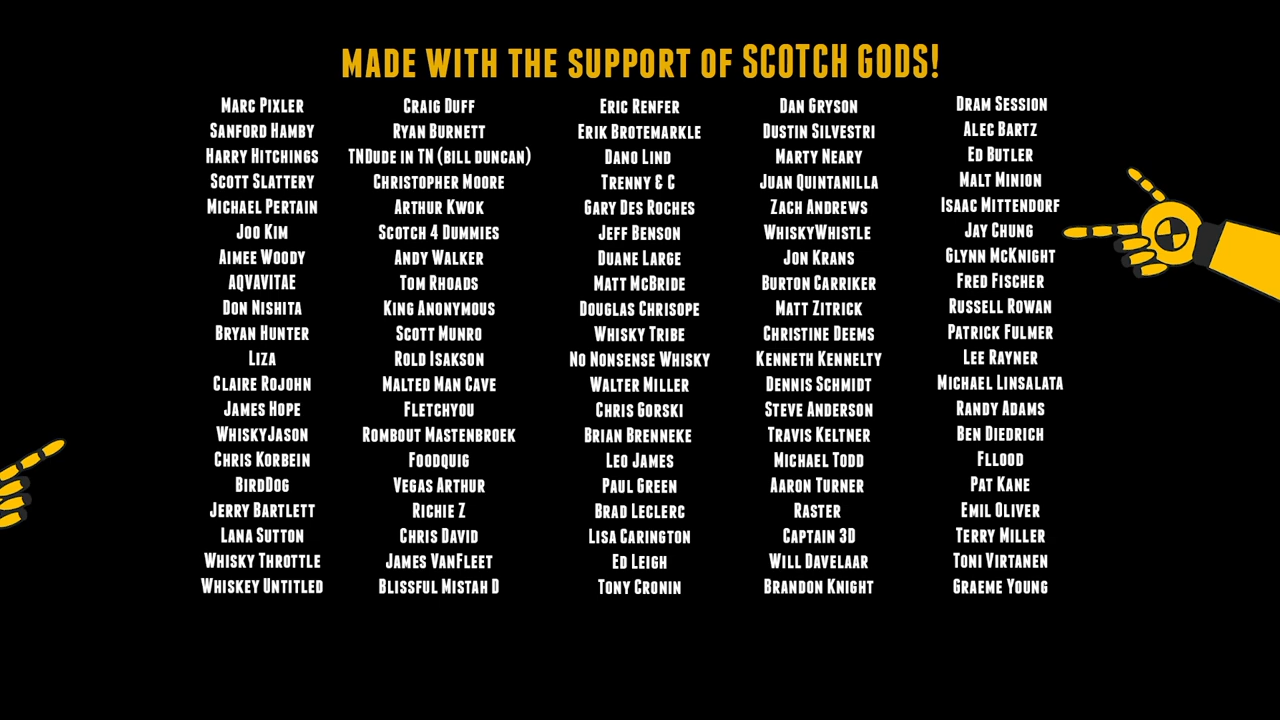 MADE WITH THE SUPPORT OF SCOTCH GODS!
Marc Pixler
Sanford Hamby
Harry Hitchings
Scott Slattery
Michael Pertain
Joo Kim
Aimee Woody
AQVAVITAE
Don Nishita
Bryan Hunter
Liza
Claire Rojohn
James Hope
WhiskyJason
Chris Korbein
BirdDog
Jerry Bartlett
Lana Sutton
Whisky Throttle
Whiskey Untitled
Craig Duff
Ryan Burnett
TNDude in TN (bill duncan)
Christopher Moore
Arthur Kwok
Scotch 4 Dummies
Andy Walker
Tom Rhoads
King Anonymous
Scott Munro
Rold Isakson
Malted Man Cave
Fletchyou
Rombout Mastenbroek
Foodquig
Vegas Arthur
Richie Z
Chris David
James VanFleet
Blissful Mistah D
Eric Renfer
Erik Brotemarkle
Dano Lind
Trenny & C
Gary Des Roches
Jeff Benson
Duane Large
Matt McBride
Douglas Chrisope
Whisky Tribe
No Nonsense Whisky
Walter Miller
Chris Gorski
Brian Brenneke
Leo James
Paul Green
Brad Leclerc
Lisa Carington
Ed Leigh
Tony Cronin
Dan Gryson
Dustin Silvestri
Marty Neary
Juan Quintanilla
Zach Andrews
WhiskyWhistle
Jon Krans
Burton Carriker
Matt Zitrick
Christine Deems
Kenneth Kennelty
Dennis Schmidt
Steve Anderson
Travis Keltner
Michael Todd
Aaron Turner
Raster
Captain 3D
Will Davelaar
Brandon Knight
Dram Session
Alec Bartz
Ed Butler
Malt Minion
Isaac Mittendorf
Jay Chung
Glynn McKnight
Fred Fischer
Russell Rowan
Patrick Fulmer
Lee Rayner
Michael Linsalata
Randy Adams
Ben Diedrich
Fllood
Pat Kane
Emil Oliver
Terry Miller
Toni Virtanen
Graeme Young